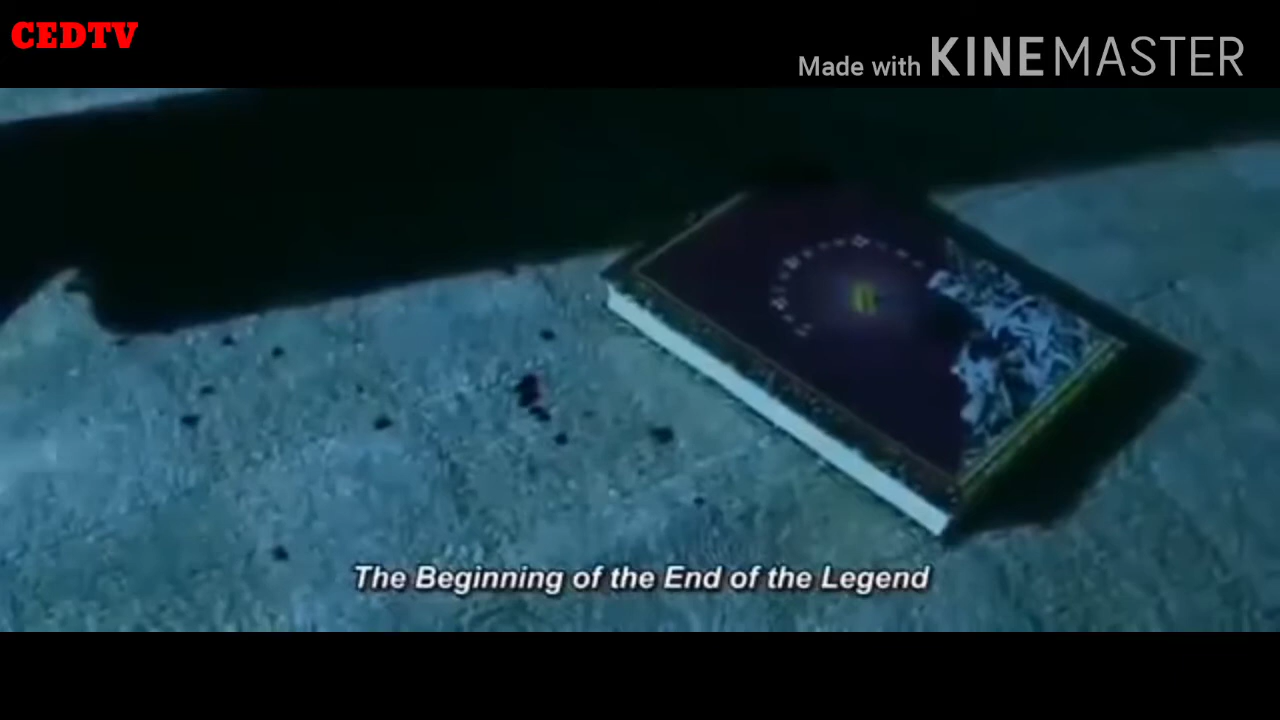 CEDTV
Made with KINEMASTER
The Beginning of the End of the Legend